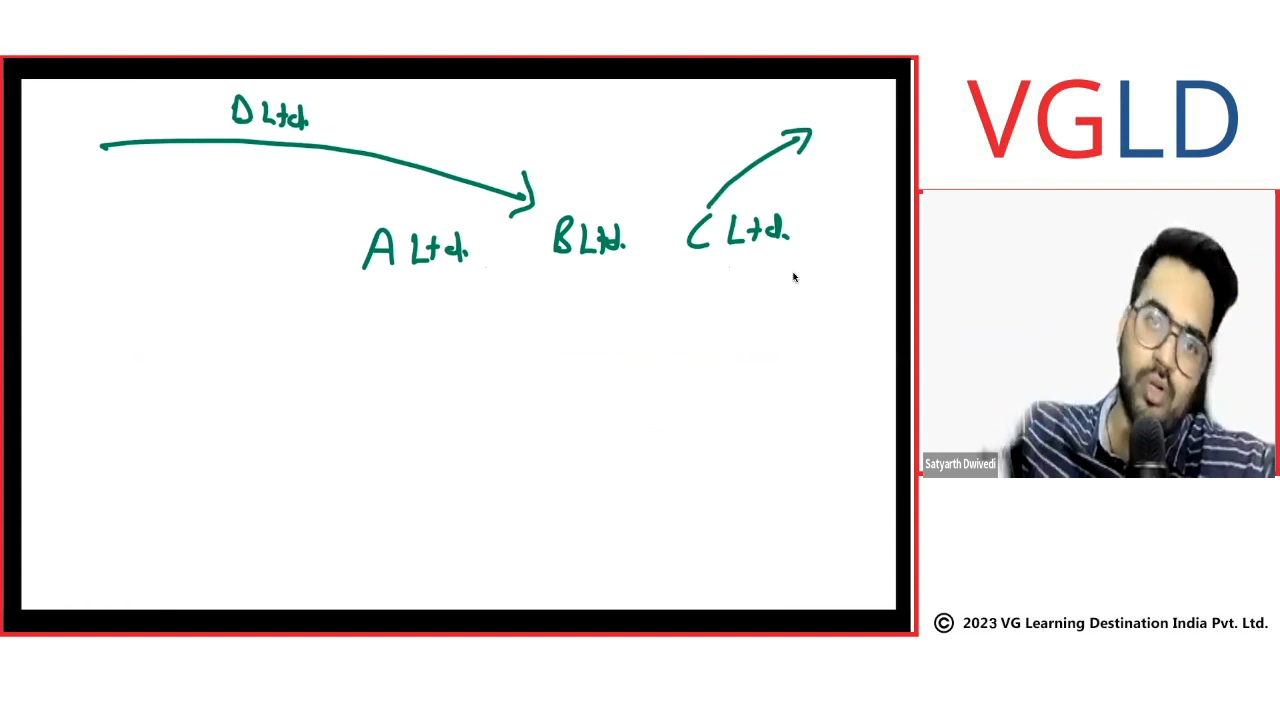 D Ltd.
A Ltd. B Ltd. C Ltd.
VGLD
Satyarth Dwivedi
© 2023 VG Learning Destination India Pvt. Ltd.